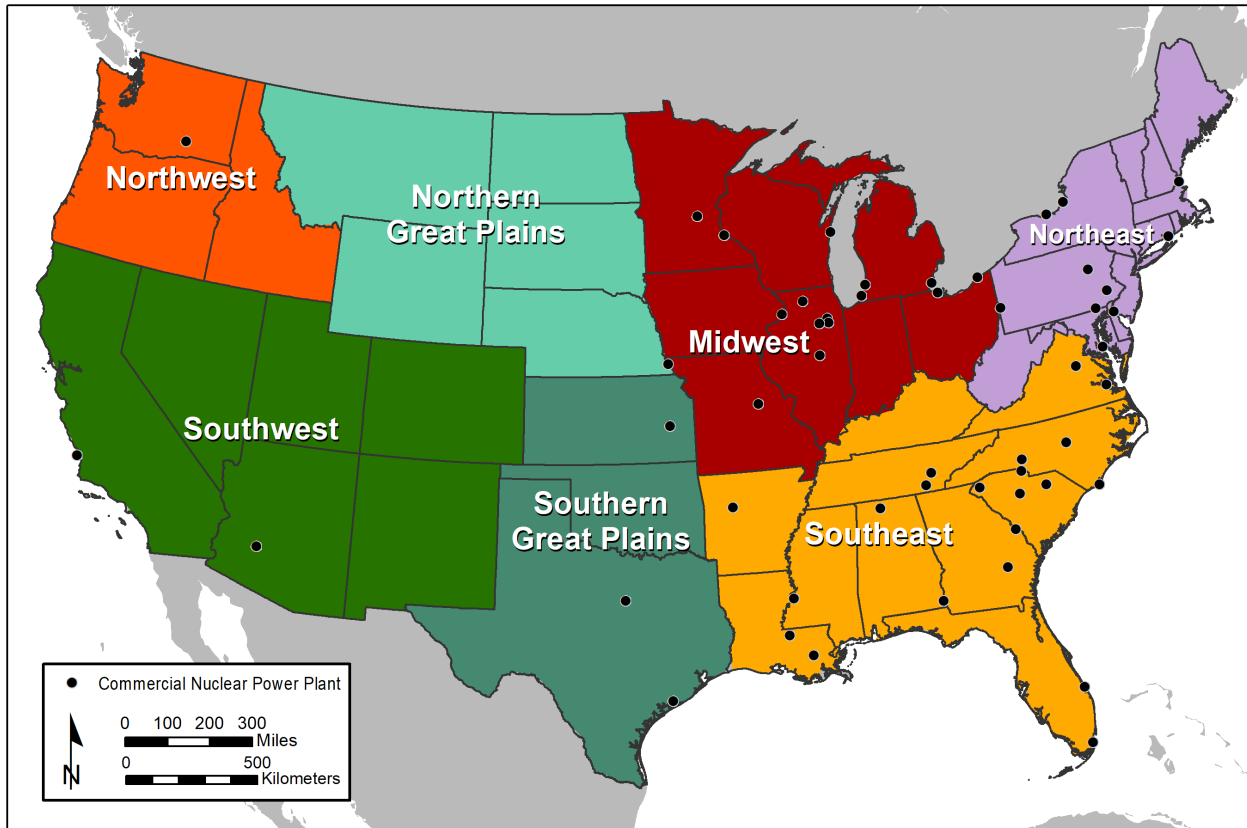 Northwest
Northern
Great Plains
Northeast
Midwest
Southwest
Southern
Great Plains
Southeast
Commercial Nuclear Power Plant
0 100 200 300
Miles
0 500
Kilometers
N